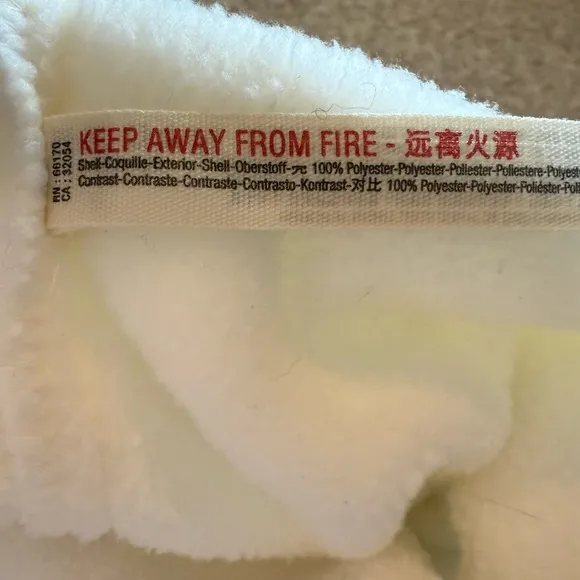 KEEP AWAY FROM FIRE - 远离火源
Shell-Coquille-Exterior-Shell-Oberstoff-壳 100% Polyester-Polyester-Poliester-Poliestere-Polyest
Contrast-Contraste-Contraste-Contrasto-Kontrast-对比 100% Polyester-Polyester-Poliéster-Poli
RN : 66170
CA : 32054